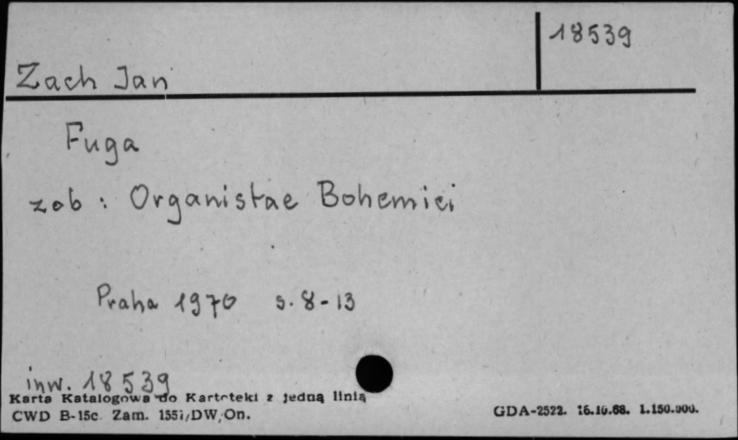 18539
Zach Jan
Fuga
zob : Organistae Bohemici
Praha 1970 s. 8-13
inw. 18539
Karta Katalogowa do Kartoteki z jedną linią
CWD B-15c. Zam. 1551/DW/On.
GDA-2522. 16.10.68. 1.150.000.